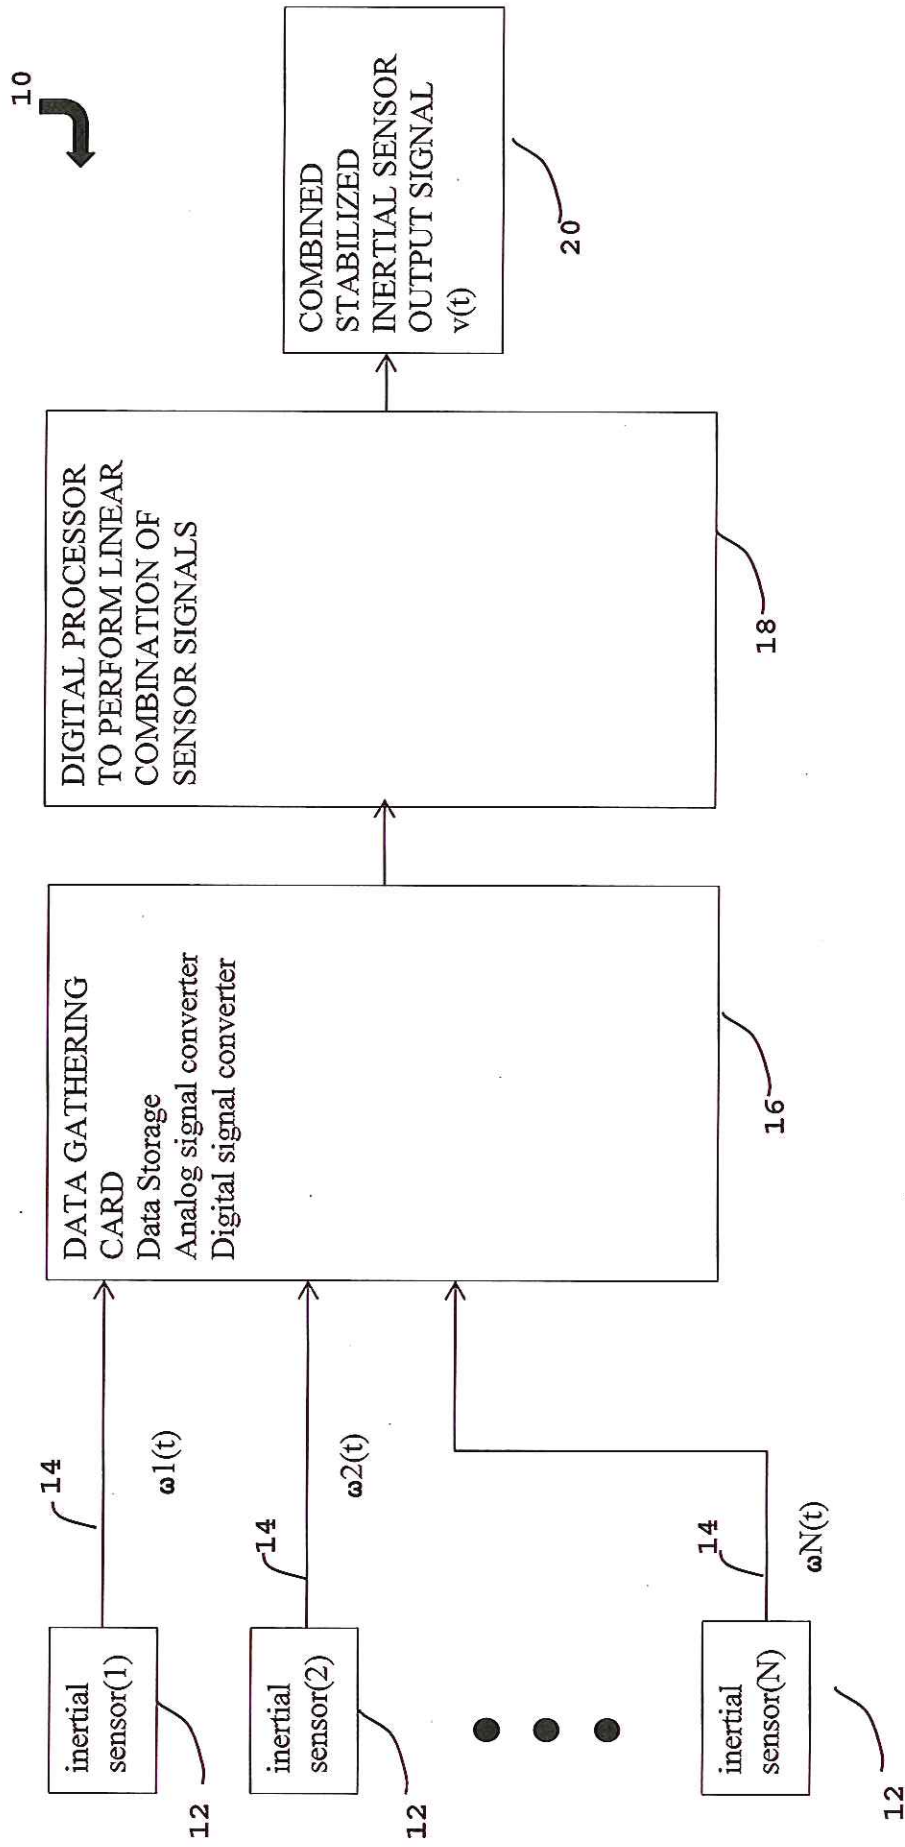 10
inertial
sensor(1)
12
14
ω1(t)
inertial
sensor(2)
12
14
ω2(t)
inertial
sensor(N)
12
14
ωN(t)
DATA GATHERING
CARD
Data Storage
Analog signal converter
Digital signal converter
16
DIGITAL PROCESSOR
TO PERFORM LINEAR
COMBINATION OF
SENSOR SIGNALS
18
COMBINED
STABILIZED
INERTIAL SENSOR
OUTPUT SIGNAL
v(t)
20